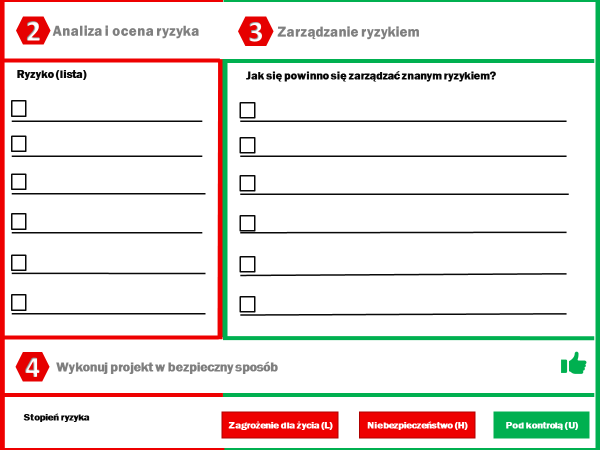 2 Analiza i ocena ryzyka
3 Zarządzanie ryzykiem
Ryzyko (lista)
Jak się powinno się zarządzać znanym ryzykiem?
4 Wykonuj projekt w bezpieczny sposób
Stopień ryzyka
Zagrożenie dla życia (L)
Niebezpieczeństwo (H)
Pod kontrolą (U)